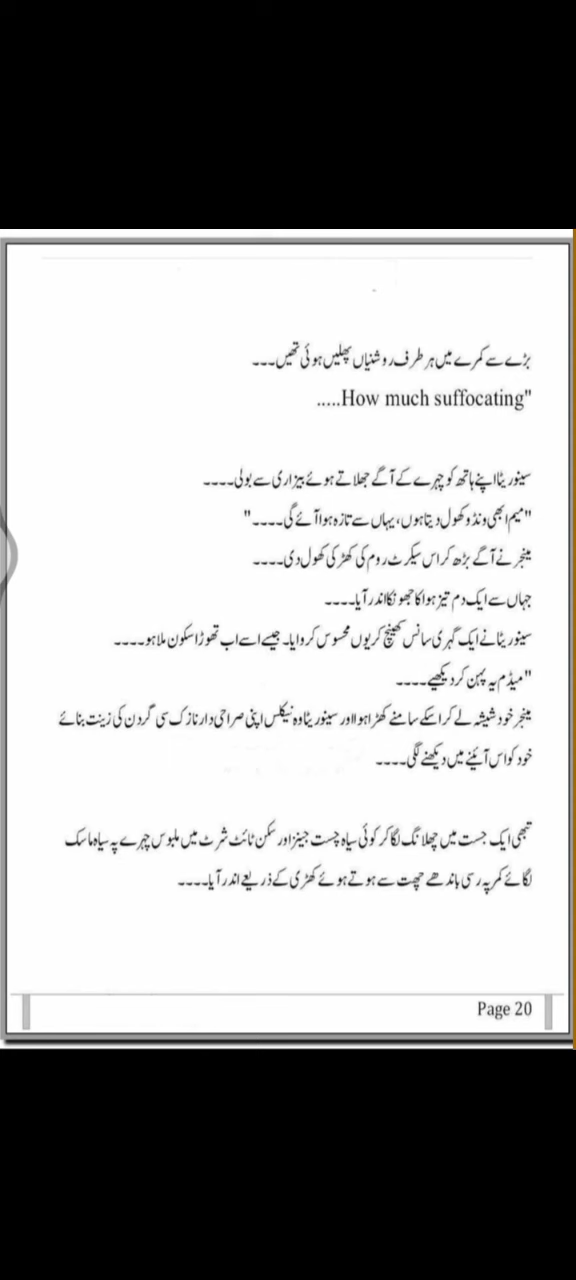 بڑے سے کمرے میں ہر طرف روشنیاں پھلیں ہوئی تھیں۔۔۔
"How much suffocating.....
سینوریٹا اپنے ہاتھ کو چہرے کے آگے جھلاتے ہوئے بیزاری سے بولی۔۔۔۔
"میم ابھی ونڈو کھول دیتا ہوں، یہاں سے تازہ ہوا آئے گی۔۔۔۔"
مینجر نے آگے بڑھ کر اس سیکرٹ روم کی کھڑکی کھول دی۔۔۔۔
جہاں سے ایک دم تیز ہوا کا جھونکا اندر آیا۔۔۔۔
سینوریٹا نے ایک گہری سانس کھینچ کر یوں محسوس کروایا۔ جیسے اسے اب تھوڑا سکون ملا ہو۔۔۔۔
"میڈم یہ پہن کر دیکھیے۔۔۔۔
مینجر خود شیشہ لے کر اسکے سامنے کھڑا ہوا اور سینوریٹا وہ نیکلس اپنی صراحی دار نازک سی گردن کی زینت بنائے
خود کو اس آئینے میں دیکھنے لگی۔۔۔۔
تبھی ایک جست میں چھلانگ لگا کر کوئی سیاہ چست جینز اور سکن ٹائٹ شرٹ میں ملبوس چہرے پہ سیاہ ماسک
لگائے کمر پہ رسی باندھے چھت سے ہوتے ہوئے کھڑی کے ذریعے اندر آیا۔۔۔۔
Page 20